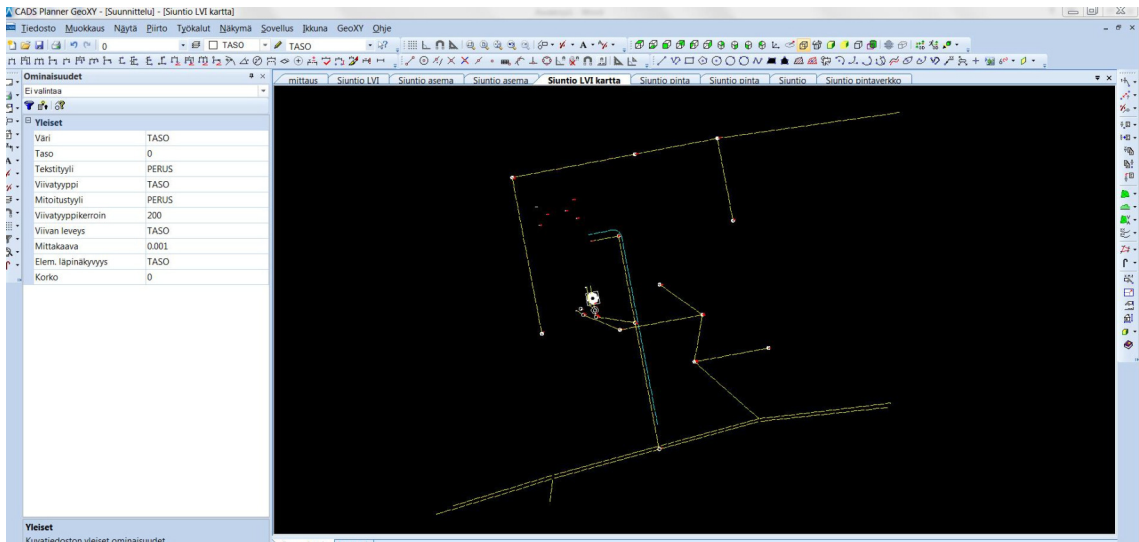 CADS Planner GeoXY - [Suunnittelu] - [Siuntio LVI kartta]
Tiedosto Muokkaus Näytä Piirto Työkalut Näkymä Sovellus Ikkuna GeoXY Ohje
0 TASO TASO
Ominaisuudet
mittaus Siuntio LVI Siuntio asema Siuntio asema Siuntio LVI kartta Siuntio pinta Siuntio pinta Siuntio Siuntio pintaverkko
Ei valintaa
Yleiset
Väri TASO
Taso 0
Tekstityyli PERUS
Viivatyyppi TASO
Mitoitustyyli PERUS
Viivatyyppikerroin 200
Viivan leveys TASO
Mittakaava 0.001
Elem. läpinäkyvyys TASO
Korko 0
Yleiset
Kuvatiedoston yleiset ominaisuudet